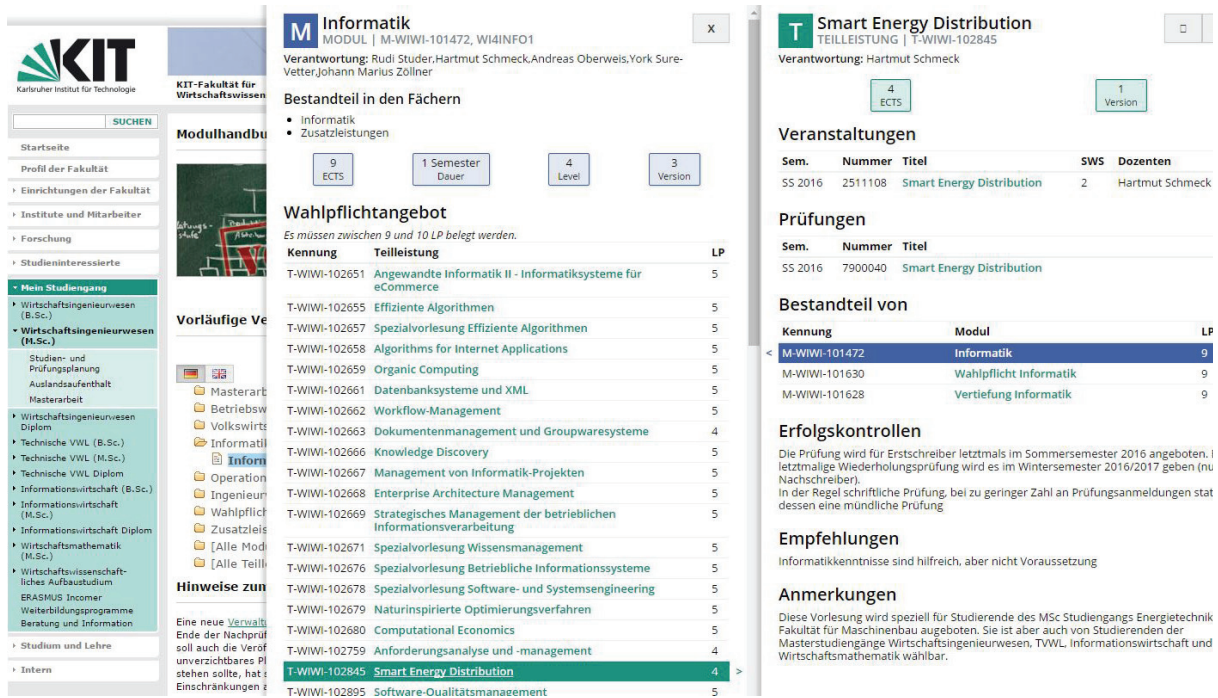 KIT
Karlsruher Institut für Technologie
SUCHEN
Startseite
Profil der Fakultät
Einrichtungen der Fakultät
Institute und Mitarbeiter
Forschung
Studieninteressierte
Mein Studiengang
Wirtschaftsingenieurwesen
(B.Sc.)
Wirtschaftsingenieurwesen
(M.Sc.)
Studien- und
Prüfungsplanung
Auslandsaufenthalt
Masterarbeit
Wirtschaftsingenieurwesen
Diplom
Technische VWL (B.Sc.)
Technische VWL (M.Sc.)
Technische VWL Diplom
Informationswirtschaft (B.Sc.)
Informationswirtschaft
(M.Sc.)
Informationswirtschaft Diplom
Wirtschaftsmathematik
(M.Sc.)
Wirtschaftswissenschaft-
liches Aufbaustudium
ERASMUS Incomer
Weiterbildungsprogramme
Beratung und Information
Studium und Lehre
Intern
KIT-Fakultät für
Wirtschaftswissen
Modulhandbu
Vorläufige Ve
Masterarb
Betriebsw
Volkswirts
Informatik
Inform
Operation
Ingenieur
Wahlpflich
Zusatzleis
[Alle Mod
[Alle Teill
Hinweise zum
Eine neue Verwalt
Ende der Nachprüf
soll auch die Veröf
unverzichtbares Pl
stehen sollte, hat s
Einschränkungen a
M Informatik
MODUL | M-WIWI-101472, WI4INFO1
X
Verantwortung: Rudi Studer,Hartmut Schmeck,Andreas Oberweis,York Sure-
Vetter,Johann Marius Zöllner
Bestandteil in den Fächern
• Informatik
• Zusatzleistungen
9 1 Semester 4 3
ECTS Dauer Level Version
Wahlpflichtangebot
Es müssen zwischen 9 und 10 LP belegt werden.
Kennung Teilleistung LP
T-WIWI-102651 Angewandte Informatik II - Informatiksysteme für 5
eCommerce
T-WIWI-102655 Effiziente Algorithmen 5
T-WIWI-102657 Spezialvorlesung Effiziente Algorithmen 5
T-WIWI-102658 Algorithms for Internet Applications 5
T-WIWI-102659 Organic Computing 5
T-WIWI-102661 Datenbanksysteme und XML 5
T-WIWI-102662 Workflow-Management 5
T-WIWI-102663 Dokumentenmanagement und Groupwaresysteme 4
T-WIWI-102666 Knowledge Discovery 5
T-WIWI-102667 Management von Informatik-Projekten 5
T-WIWI-102668 Enterprise Architecture Management 5
T-WIWI-102669 Strategisches Management der betrieblichen 5
Informationsverarbeitung
T-WIWI-102671 Spezialvorlesung Wissensmanagement 5
T-WIWI-102676 Spezialvorlesung Betriebliche Informationssysteme 5
T-WIWI-102678 Spezialvorlesung Software- und Systemsengineering 5
T-WIWI-102679 Naturinspirierte Optimierungsverfahren 5
T-WIWI-102680 Computational Economics 5
T-WIWI-102759 Anforderungsanalyse und -management 4
T-WIWI-102845 Smart Energy Distribution 4 >
T-WIWI-102895 Software-Qualitätsmanagement 5
T Smart Energy Distribution
TEILLEISTUNG | T-WIWI-102845
Verantwortung: Hartmut Schmeck
4 1
ECTS Version
Veranstaltungen
Sem. Nummer Titel SWS Dozenten
SS 2016 2511108 Smart Energy Distribution 2 Hartmut Schmeck
Prüfungen
Sem. Nummer Titel
SS 2016 7900040 Smart Energy Distribution
Bestandteil von
Kennung Modul LP
< M-WIWI-101472 Informatik 9
M-WIWI-101630 Wahlpflicht Informatik 9
M-WIWI-101628 Vertiefung Informatik 9
Erfolgskontrollen
Die Prüfung wird für Erstschreiber letztmals im Sommersemester 2016 angeboten.
letztmalige Wiederholungsprüfung wird es im Wintersemester 2016/2017 geben (nu
Nachschreiber).
In der Regel schriftliche Prüfung, bei zu geringer Zahl an Prüfungsanmeldungen stat
dessen eine mündliche Prüfung
Empfehlungen
Informatikkenntnisse sind hilfreich, aber nicht Voraussetzung
Anmerkungen
Diese Vorlesung wird speziell für Studierende des MSc Studiengangs Energietechnik
Fakultät für Maschinenbau augeboten. Sie ist aber auch von Studierenden der
Masterstudiengänge Wirtschaftsingenieurwesen, TVWL, Informationswirtschaft und
Wirtschaftsmathematik wählbar.